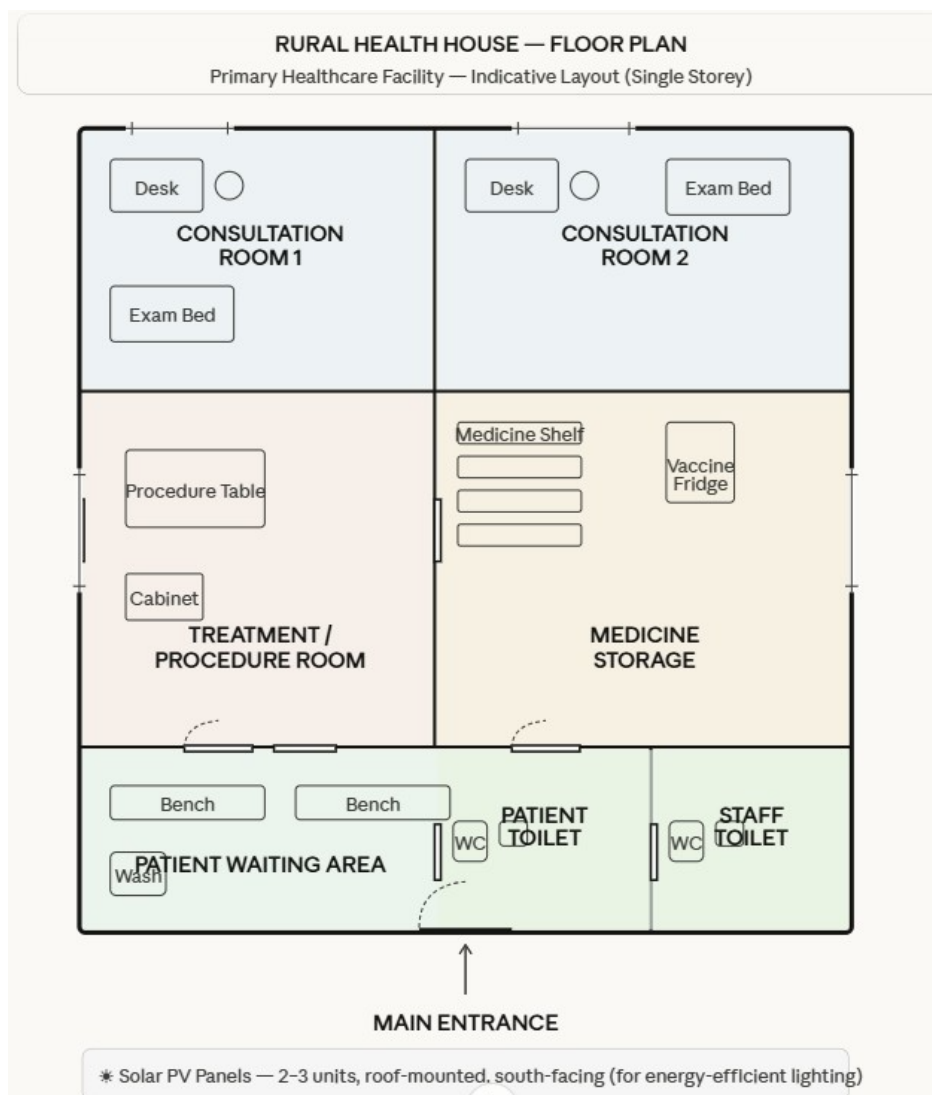 RURAL HEALTH HOUSE — FLOOR PLAN
Primary Healthcare Facility — Indicative Layout (Single Storey)
Desk
CONSULTATION
ROOM 1
Exam Bed
Desk
Exam Bed
CONSULTATION
ROOM 2
Procedure Table
Cabinet
TREATMENT /
PROCEDURE ROOM
Medicine Shelf
Vaccine
Fridge
MEDICINE
STORAGE
Bench
Bench
Wash
PATIENT WAITING AREA
WC
PATIENT
TOILET
WC
STAFF
TOILET
MAIN ENTRANCE
☀ Solar PV Panels — 2–3 units, roof-mounted, south-facing (for energy-efficient lighting)